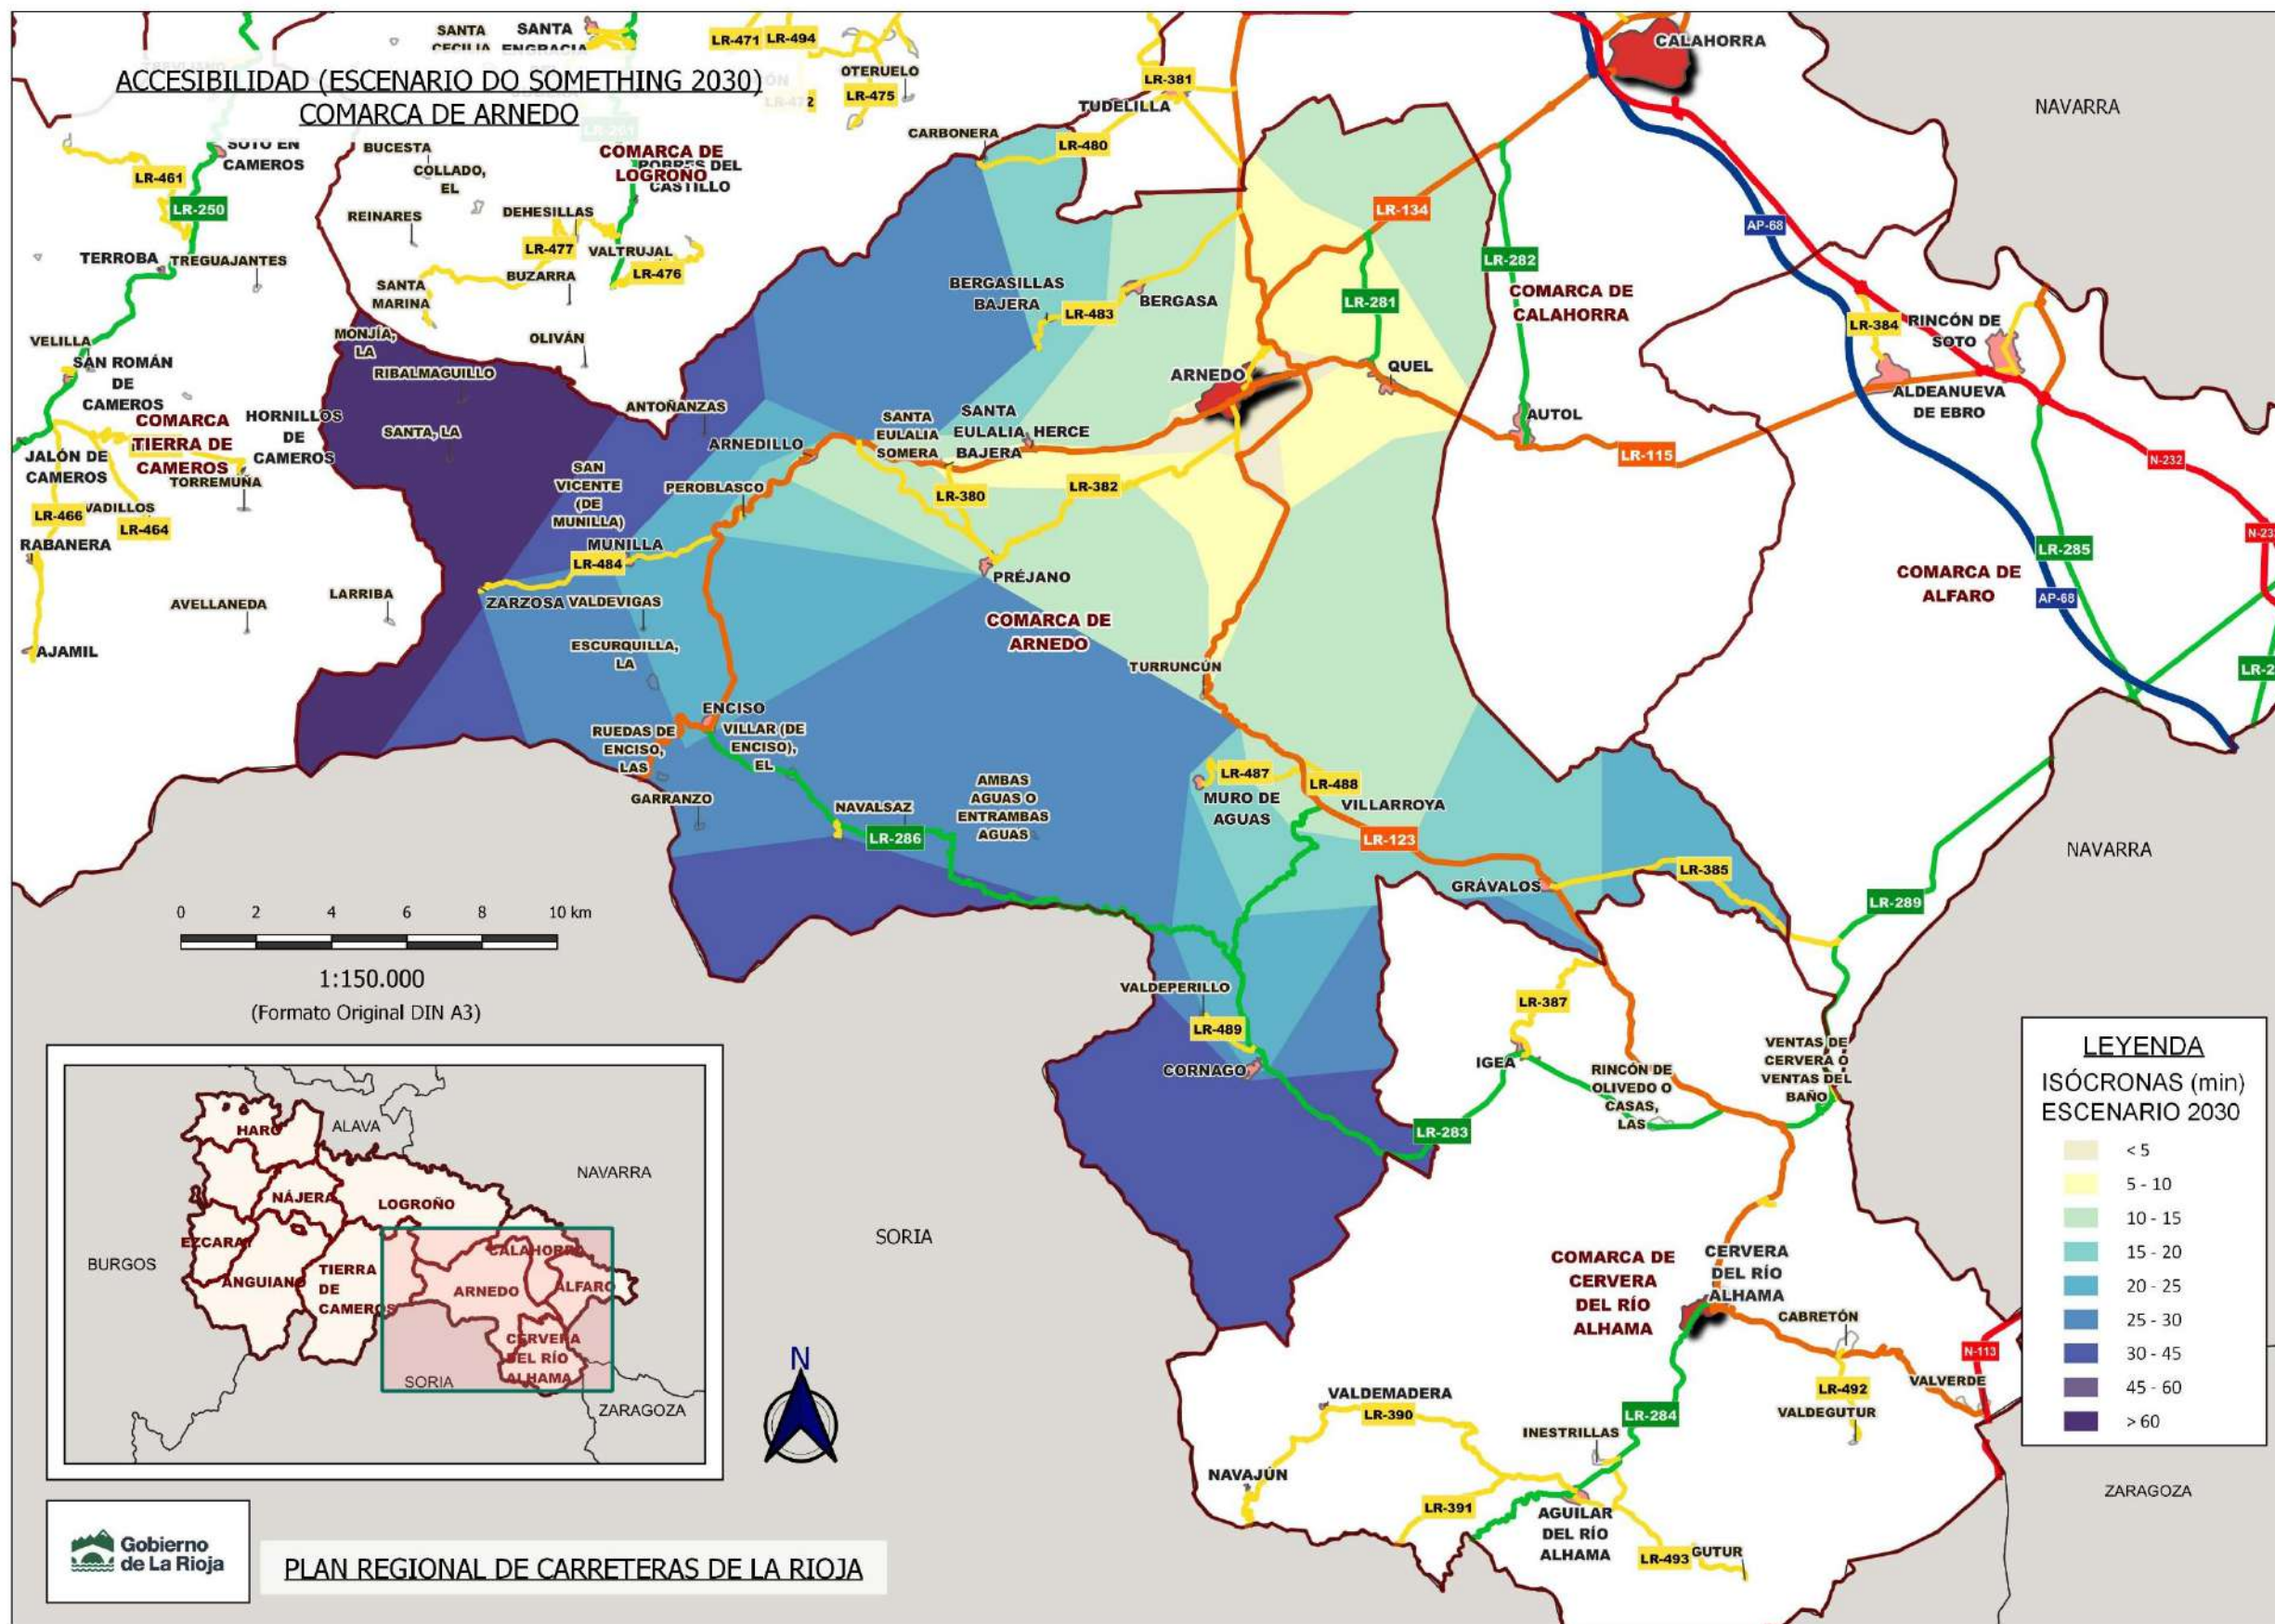 ACCESIBILIDAD (ESCENARIO DO SOMETHING 2030)
COMARCA DE ARNEDO
SANTA
CECILIA
SANTA
ENGRACIA
LR-471
LR-494
OTERUELO
LR-475
LR-381
TUDELILLA
CARBONERA
LR-480
CALAHORRA
NAVARRA
SOTO EN
CAMEROS
LR-461
LR-250
BUCESTA
COLLADO,
EL
COMARCA DE
LOGROÑO
ROBRES DEL
CASTILLO
LR-201
REINARES
DEHESILLAS
LR-477
VALTRUJAL
LR-476
BUZARRA
SANTA
MARINA
TERROBA
TREGUAJANTES
LR-134
LR-282
AP-68
LR-281
COMARCA DE
CALAHORRA
BERGASILLAS
BAJERA
LR-483
BERGASA
LR-384
RINCÓN DE
SOTO
VELILLA
SAN ROMÁN
DE
CAMEROS
MONJÍA,
LA
RIBALMAGUILLO
OLIVÁN
ARNEDO
QUEL
ALDEANUEVA
DE EBRO
COMARCA
TIERRA DE
CAMEROS
HORNILLOS
DE
CAMEROS
SANTA, LA
ANTOÑANZAS
ARNEDILLO
SANTA
EULALIA
SOMERA
SANTA
EULALIA
BAJERA
HERCE
AUTOL
LR-115
N-232
JALÓN DE
CAMEROS
TORREMUÑA
LR-466
VADILLOS
LR-464
SAN
VICENTE
(DE
MUNILLA)
PEROBLASCO
LR-380
LR-382
RABANERA
MUNILLA
LR-484
PRÉJANO
LR-285
COMARCA DE
ALFARO
AP-68
AVELLANEDA
LARRIBA
ZARZOSA
VALDEVIGAS
COMARCA DE
ARNEDO
AJAMIL
ESCURQUILLA,
LA
TURRUNCÚN
ENCISO
RUEDAS DE
ENCISO,
LAS
VILLAR (DE
ENCISO),
EL
GARRANZO
NAVALSAZ
LR-286
AMBAS
AGUAS O
ENTRAMBAS
AGUAS
LR-487
LR-488
MURO DE
AGUAS
VILLARROYA
LR-123
NAVARRA
GRÁVALOS
LR-385
LR-289
0 2 4 6 8 10 km
1:150.000
(Formato Original DIN A3)
VALDEPERILLO
LR-489
CORNAGO
LR-387
IGEA
RINCÓN DE
OLIVEDO O
CASAS,
LAS
VENTAS DE
CERVERA O
VENTAS DEL
BAÑO
LR-283
SORIA
COMARCA DE
CERVERA
DEL RÍO
ALHAMA
CERVERA
DEL RÍO
ALHAMA
CABRETÓN
N-113
LR-492
VALVERDE
VALDEGUTUR
VALDEMADERA
LR-390
LR-284
INESTRILLAS
NAVAJÚN
LR-391
AGUILAR
DEL RÍO
ALHAMA
LR-493
GUTUR
ZARAGOZA
LEYENDA
ISÓCRONAS (min)
ESCENARIO 2030
< 5
5 - 10
10 - 15
15 - 20
20 - 25
25 - 30
30 - 45
45 - 60
> 60
HARO
ALAVA
NAVARRA
NÁJERA
LOGROÑO
EZCARAY
BURGOS
ANGUIANO
TIERRA
DE
CAMEROS
CALAHORRA
ARNEDO
ALFARO
CERVERA
DEL RÍO
ALHAMA
SORIA
ZARAGOZA
N
Gobierno
de La Rioja
PLAN REGIONAL DE CARRETERAS DE LA RIOJA